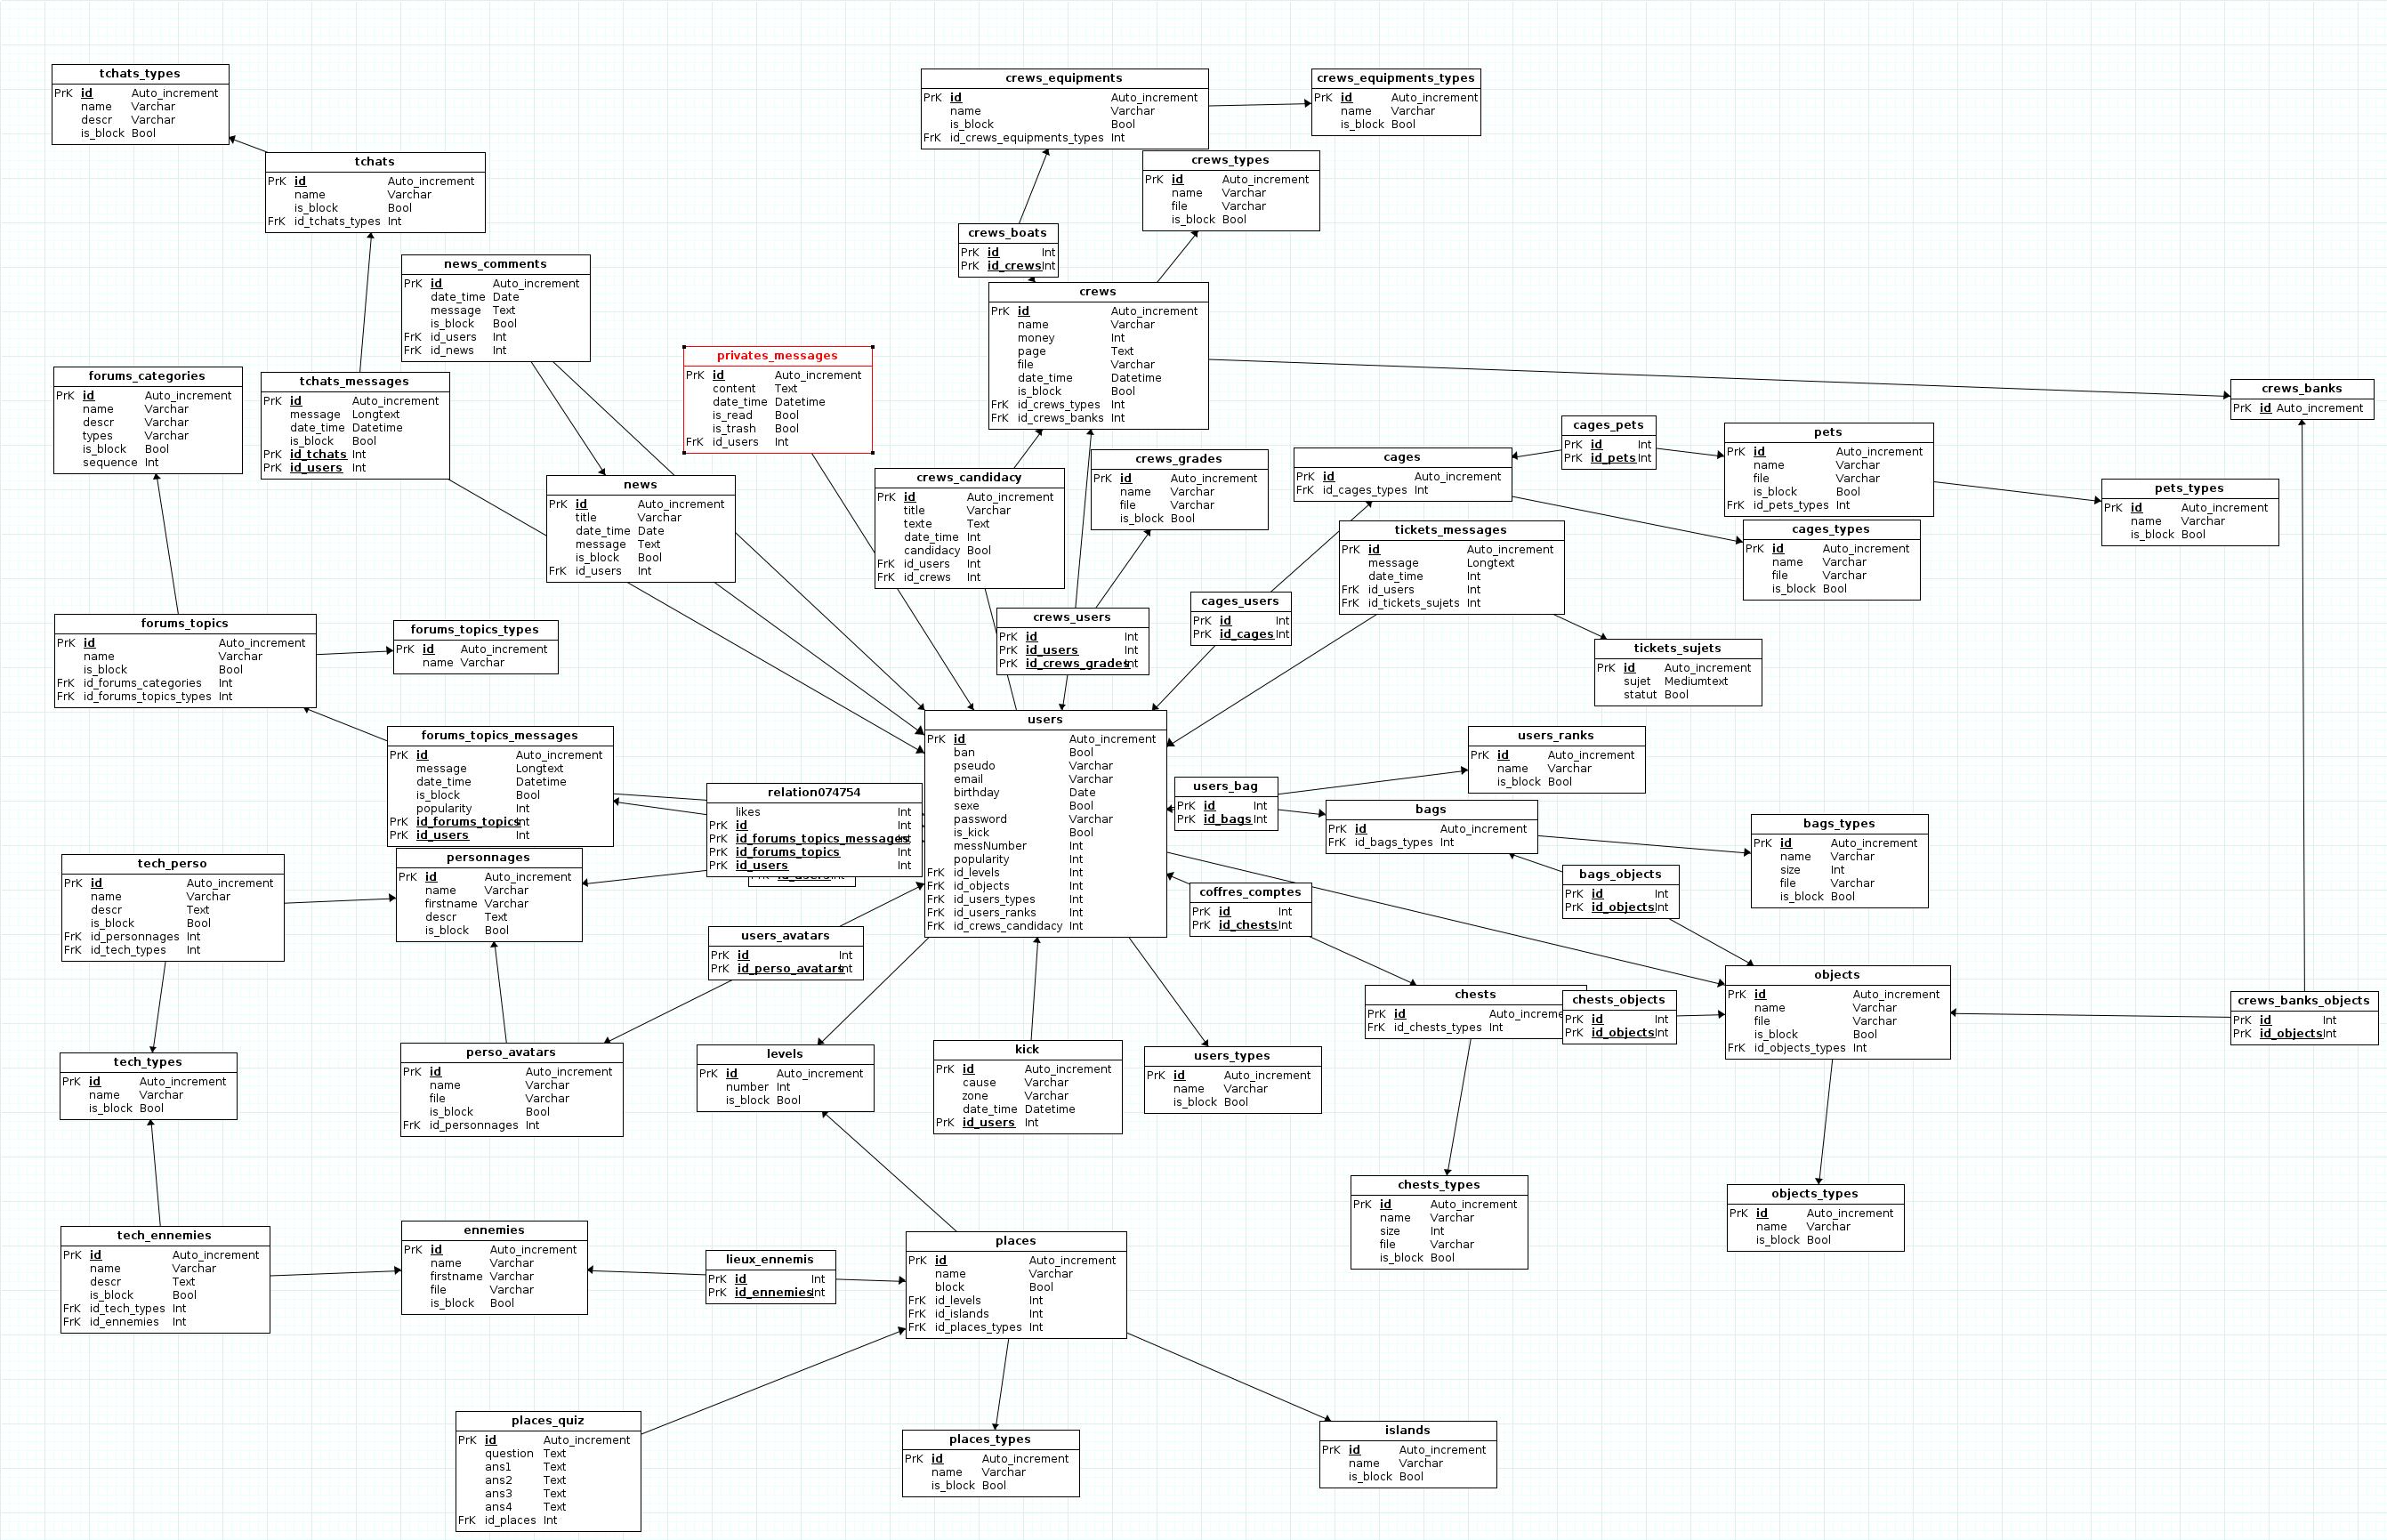 tchats_types
PrK id Auto_increment
name Varchar
descr Varchar
is_block Bool
crews_equipments
PrK id Auto_increment
name Varchar
is_block Bool
FrK id_crews_equipments_types Int
crews_equipments_types
PrK id Auto_increment
name Varchar
is_block Bool
tchats
PrK id Auto_increment
name Varchar
is_block Bool
FrK id_tchats_types Int
crews_types
PrK id Auto_increment
name Varchar
file Varchar
is_block Bool
crews_boats
PrK id Int
PrK id_crews Int
news_comments
PrK id Auto_increment
date_time Date
message Text
is_block Bool
FrK id_users Int
FrK id_news Int
crews
PrK id Auto_increment
name Varchar
money Int
page Text
file Varchar
date_time Datetime
is_block Bool
FrK id_crews_types Int
FrK id_crews_banks Int
privates_messages
PrK id Auto_increment
content Text
date_time Datetime
is_read Bool
is_trash Bool
FrK id_users Int
forums_categories
PrK id Auto_increment
name Varchar
descr Varchar
types Varchar
is_block Bool
sequence Int
tchats_messages
PrK id Auto_increment
message Longtext
date_time Datetime
is_block Bool
PrK id_tchats Int
PrK id_users Int
crews_banks
PrK id Auto_increment
cages_pets
PrK id Int
PrK id_pets Int
pets
PrK id Auto_increment
name Varchar
file Varchar
is_block Bool
FrK id_pets_types Int
cages
PrK id Auto_increment
FrK id_cages_types Int
crews_grades
PrK id Auto_increment
name Varchar
file Varchar
is_block Bool
crews_candidacy
PrK id Auto_increment
title Varchar
texte Text
date_time Int
candidacy Bool
FrK id_users Int
FrK id_crews Int
news
PrK id Auto_increment
title Varchar
date_time Date
message Text
is_block Bool
FrK id_users Int
pets_types
PrK id Auto_increment
name Varchar
is_block Bool
tickets_messages
PrK id Auto_increment
message Longtext
date_time Int
FrK id_users Int
FrK id_tickets_sujets Int
cages_types
PrK id Auto_increment
name Varchar
file Varchar
is_block Bool
cages_users
PrK id Int
PrK id_cages Int
crews_users
PrK id Int
PrK id_users Int
PrK id_crews_grades Int
forums_topics
PrK id Auto_increment
name Varchar
is_block Bool
FrK id_forums_categories Int
FrK id_forums_topics_types Int
forums_topics_types
PrK id Auto_increment
name Varchar
tickets_sujets
PrK id Auto_increment
sujet Mediumtext
statut Bool
users
PrK id Auto_increment
ban Bool
pseudo Varchar
email Varchar
birthday Date
sexe Bool
password Varchar
is_kick Bool
messNumber Int
popularity Int
FrK id_levels Int
FrK id_objects Int
FrK id_users_types Int
FrK id_users_ranks Int
FrK id_crews_candidacy Int
forums_topics_messages
PrK id Auto_increment
message Longtext
date_time Datetime
is_block Bool
popularity Int
PrK id_forums_topics Int
PrK id_users Int
users_ranks
PrK id Auto_increment
name Varchar
is_block Bool
users_bag
PrK id Int
PrK id_bags Int
relation074754
likes Int
PrK id Int
PrK id_forums_topics_messages Int
PrK id_forums_topics Int
PrK id_users Int
PrK id_users Int
bags
PrK id Auto_increment
FrK id_bags_types Int
bags_types
PrK id Auto_increment
name Varchar
size Int
file Varchar
is_block Bool
personnages
PrK id Auto_increment
name Varchar
firstname Varchar
descr Text
is_block Bool
tech_perso
PrK id Auto_increment
name Varchar
descr Text
is_block Bool
FrK id_personnages Int
FrK id_tech_types Int
bags_objects
PrK id Int
PrK id_objects Int
coffres_comptes
PrK id Int
PrK id_chests Int
users_avatars
PrK id Int
PrK id_perso_avatars Int
objects
PrK id Auto_increment
name Varchar
file Varchar
is_block Bool
FrK id_objects_types Int
chests
PrK id Auto_increme
FrK id_chests_types Int
chests_objects
PrK id Int
PrK id_objects Int
crews_banks_objects
PrK id Int
PrK id_objects Int
tech_types
PrK id Auto_increment
name Varchar
is_block Bool
perso_avatars
PrK id Auto_increment
name Varchar
file Varchar
is_block Bool
FrK id_personnages Int
levels
PrK id Auto_increment
number Int
is_block Bool
kick
PrK id Auto_increment
cause Varchar
zone Varchar
date_time Datetime
PrK id_users Int
users_types
PrK id Auto_increment
name Varchar
is_block Bool
chests_types
PrK id Auto_increment
name Varchar
size Int
file Varchar
is_block Bool
objects_types
PrK id Auto_increment
name Varchar
is_block Bool
tech_ennemies
PrK id Auto_increment
name Varchar
descr Text
is_block Bool
FrK id_tech_types Int
FrK id_ennemies Int
ennemies
PrK id Auto_increment
name Varchar
firstname Varchar
file Varchar
is_block Bool
lieux_ennemis
PrK id Int
PrK id_ennemies Int
places
PrK id Auto_increment
name Varchar
block Bool
FrK id_levels Int
FrK id_islands Int
FrK id_places_types Int
places_quiz
PrK id Auto_increment
question Text
ans1 Text
ans2 Text
ans3 Text
ans4 Text
FrK id_places Int
places_types
PrK id Auto_increment
name Varchar
is_block Bool
islands
PrK id Auto_increment
name Varchar
is_block Bool